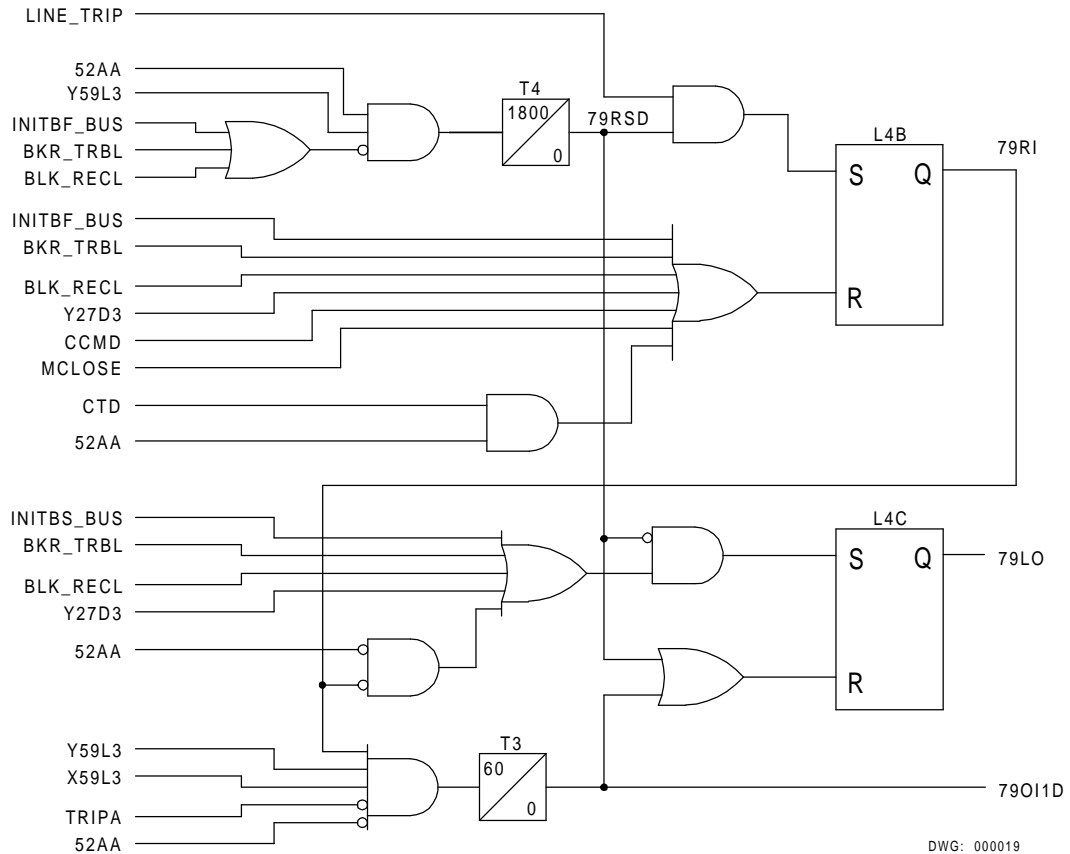 LINE_TRIP
52AA
Y59L3
INITBF_BUS
BKR_TRBL
BLK_RECL
T4
1800
0
79RSD
L4B
S
Q
R
79RI
INITBF_BUS
BKR_TRBL
BLK_RECL
Y27D3
CCMD
MCLOSE
CTD
52AA
INITBS_BUS
BKR_TRBL
BLK_RECL
Y27D3
52AA
L4C
S
Q
R
79LO
Y59L3
X59L3
TRIPA
52AA
T3
60
0
79OI1D
DWG: 000019